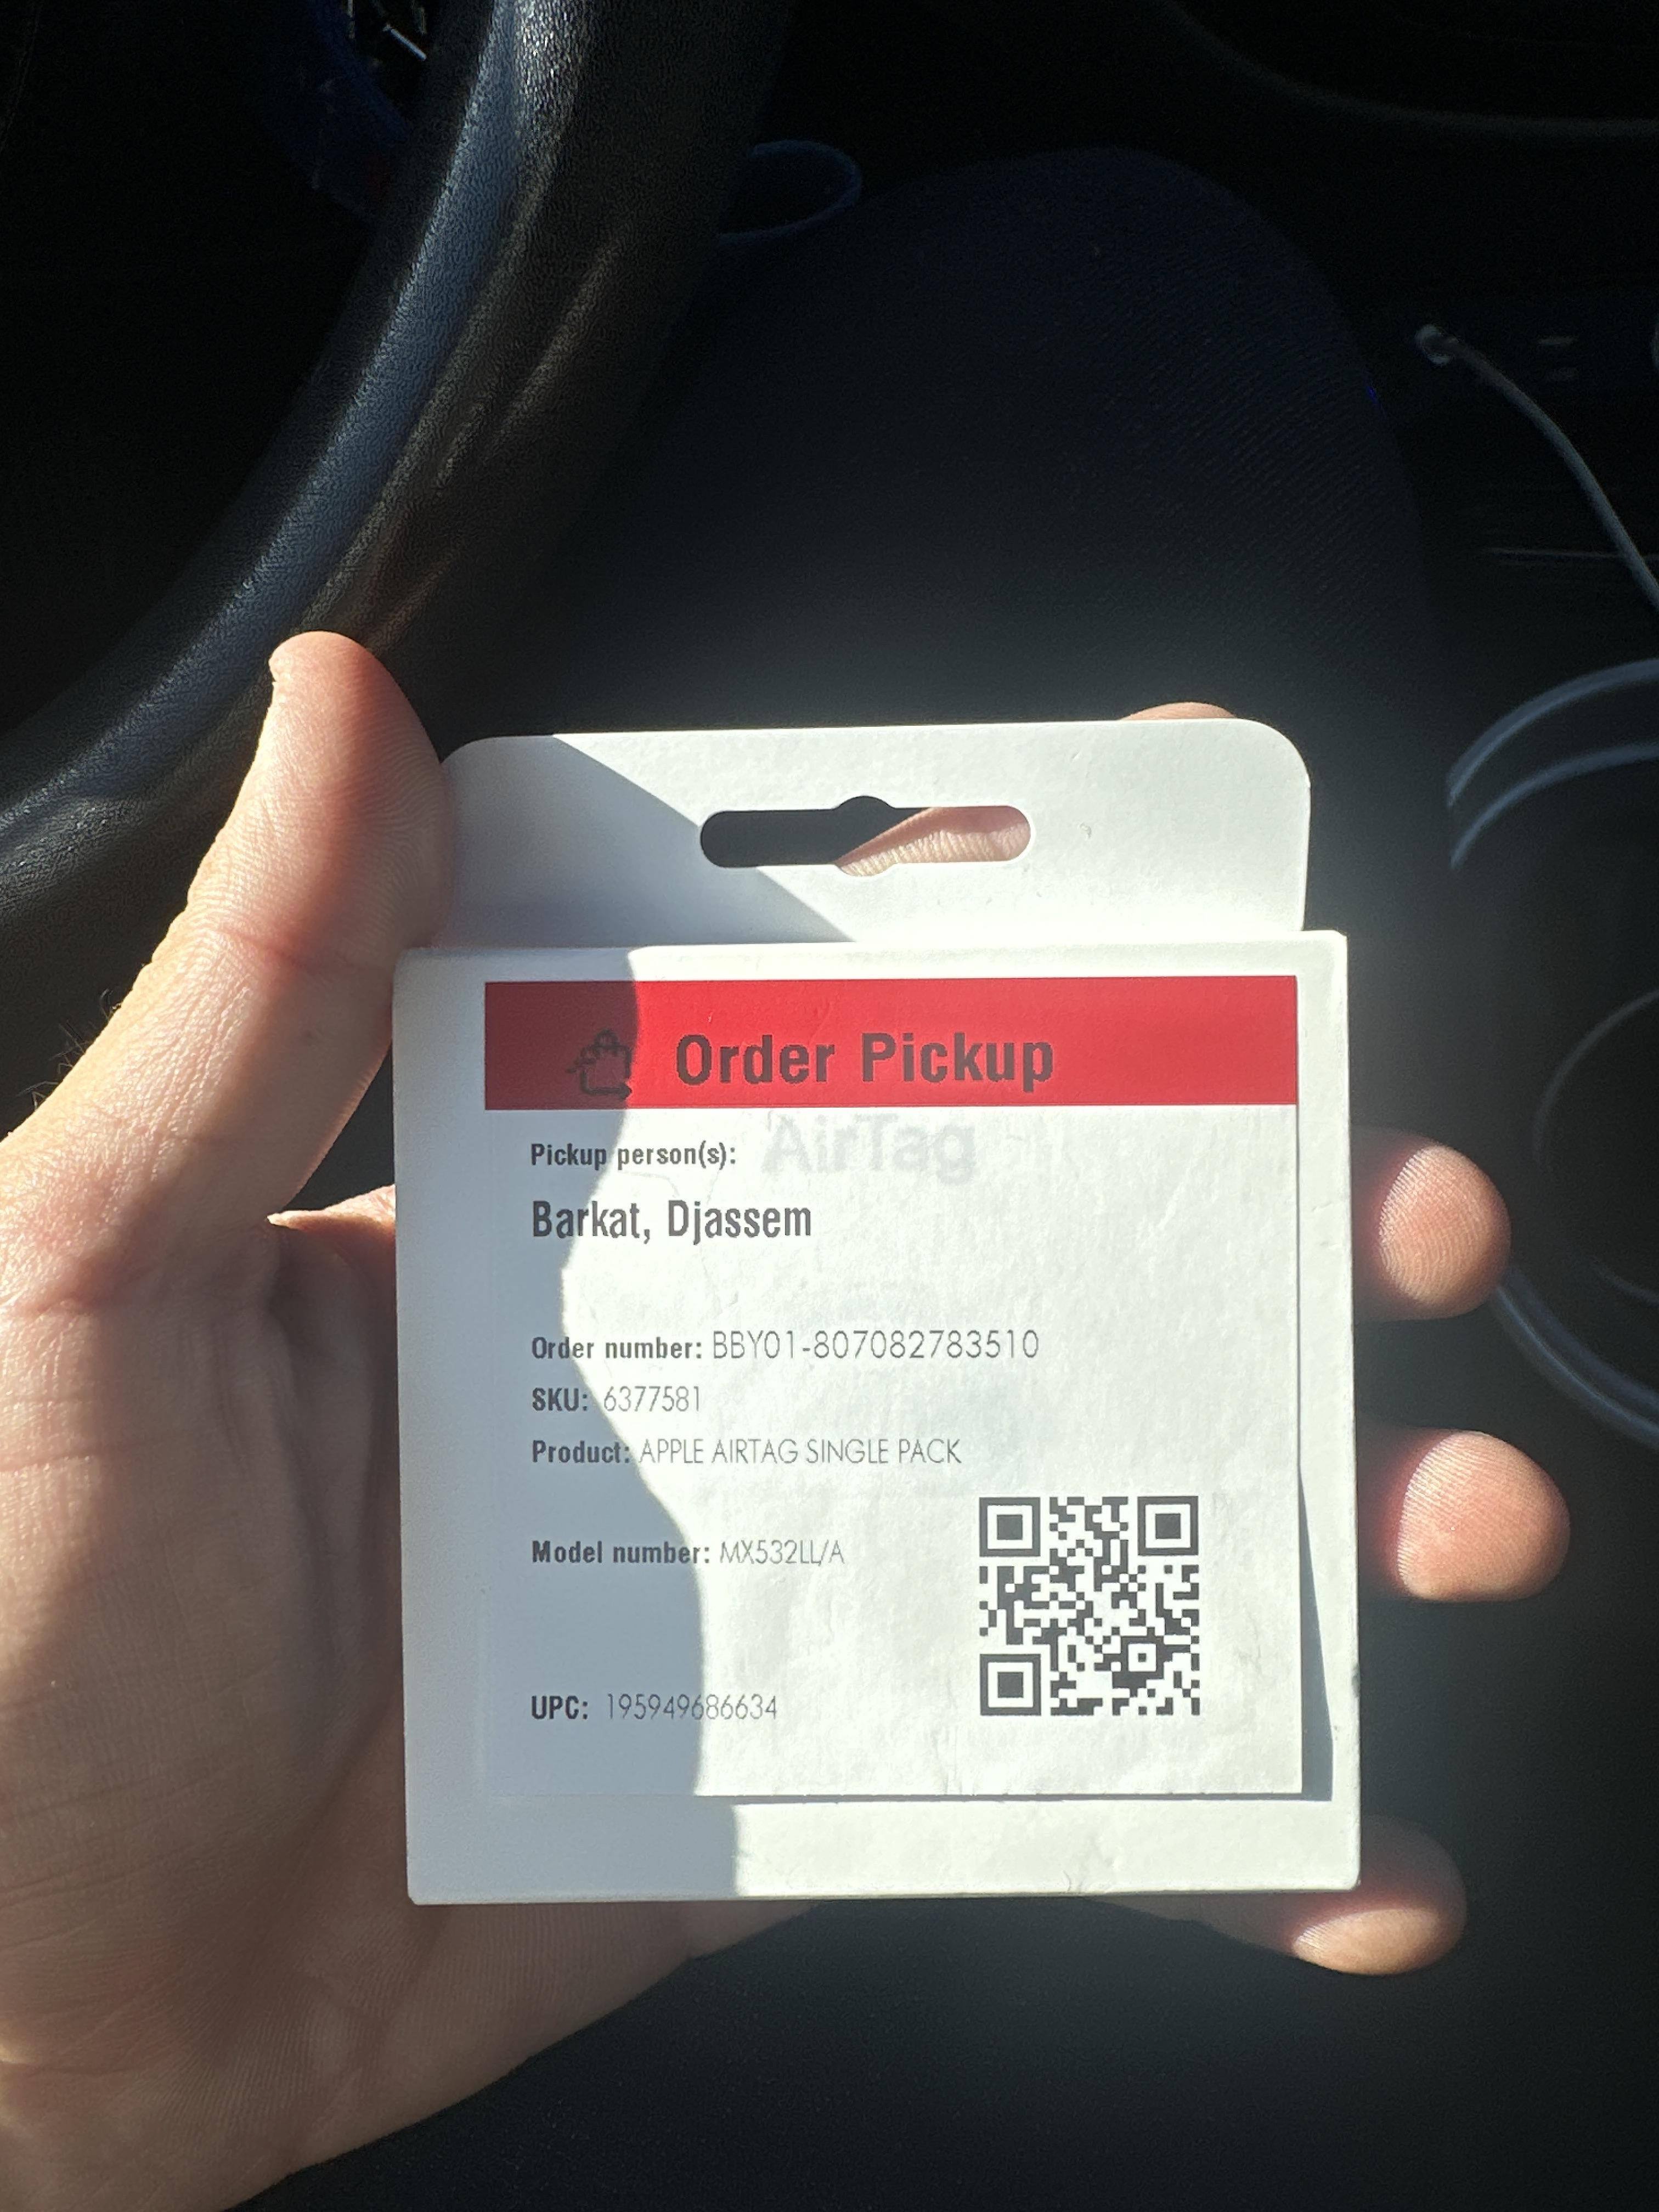 Order Pickup
AirTag
Pickup person(s):
Barkat, Djassem
Order number: BBY01-807082783510
SKU: 6377581
Product: APPLE AIRTAG SINGLE PACK
Model number: MX532LL/A
UPC: 195949686634